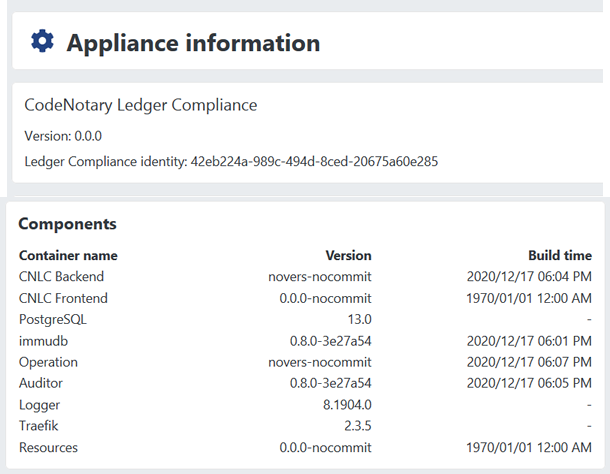 Appliance information
CodeNotary Ledger Compliance
Version: 0.0.0
Ledger Compliance identity: 42eb224a-989c-494d-8ced-20675a60e285
Components
Container name Version Build time
CNLC Backend novers-nocommit 2020/12/17 06:04 PM
CNLC Frontend 0.0.0-nocommit 1970/01/01 12:00 AM
PostgreSQL 13.0 -
immudb 0.8.0-3e27a54 2020/12/17 06:01 PM
Operation novers-nocommit 2020/12/17 06:07 PM
Auditor 0.8.0-3e27a54 2020/12/17 06:05 PM
Logger 8.1904.0 -
Traefik 2.3.5 -
Resources 0.0.0-nocommit 1970/01/01 12:00 AM